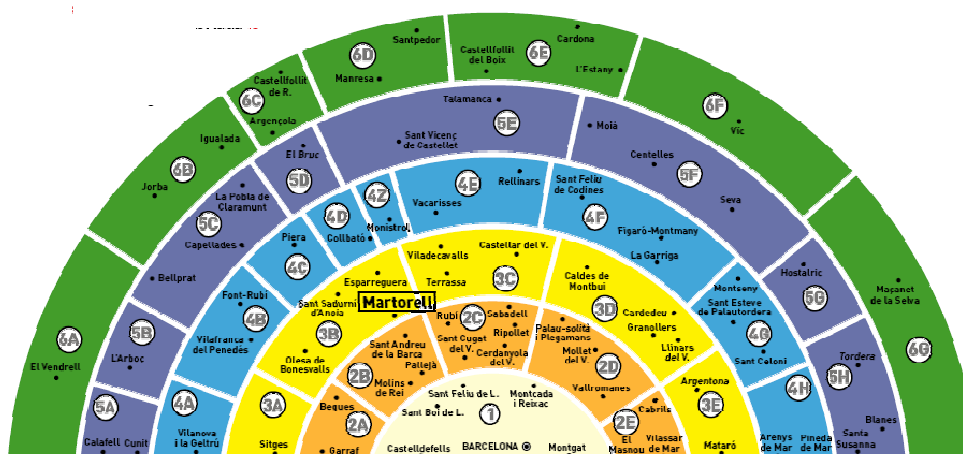 6D
Santpedor
Manresa
6E
Cardona
Castellfollit
del Boix
L'Estany
6C
Castellfollit
de R.
Argençola
6F
Vic
6B
Igualada
Jorba
5E
Talamanca
Sant Vicenç
de Castellet
Moià
5D
El Bruc
5F
Centelles
Seva
5C
La Pobla de
Claramunt
Capellades
Bellprat
4Z
Monistrol
4E
Vacarisses
Rellinars
4F
Sant Feliu
de Codines
Figaró-Montmany
La Garriga
4D
Collbató
4C
Piera
5G
Hostalric
Maçanet
de la Selva
6G
4B
Font-Rubí
Vilafranca
del Penedès
3C
Viladecavalls
Castellar del V.
Terrassa
3D
Caldes de
Montbui
Cardedeu
Granollers
Llinars
del V.
4G
Montseny
Sant Esteve
de Palautordera
Sant Celoni
3B
Esparreguera
Sant Sadurní
d'Anoia
Martorell
Olesa de
Bonesvalls
2C
Rubí
Sabadell
Ripollet
Sant Cugat
del V.
Cerdanyola
del V.
2D
Palau-solità
i Plegamans
Mollet
del V.
Vallromanes
2B
Sant Andreu
de la Barca
Pallejà
Molins
de Rei
6A
El Vendrell
5B
L'Arboç
5A
Calafell
Cunit
4A
Vilanova
i la Geltrú
3A
Sitges
2A
Begues
Garraf
1
Sant Feliu de L.
Montcada
i Reixac
Sant Boi de L.
Castelldefels
BARCELONA
Montgat
2E
Cabrils
El
Masnou
Vilassar
de Mar
3E
Argentona
Mataró
4H
Arenys
de Mar
Pineda
de Mar
5H
Tordera
Blanes
Santa
Susanna